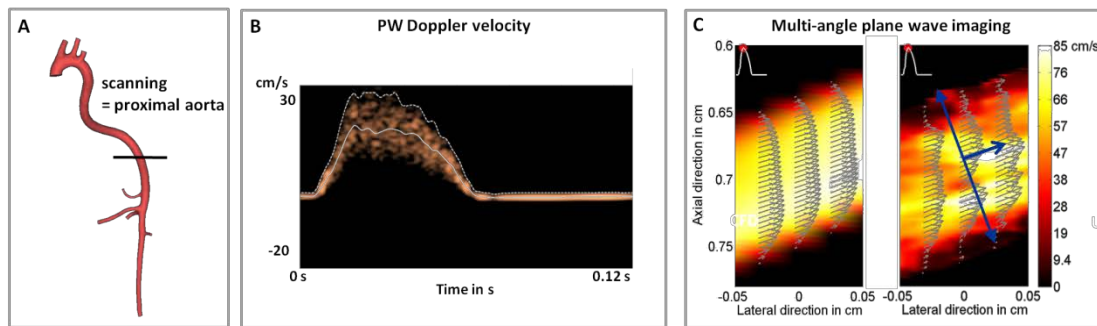 A
scanning
= proximal aorta
B
PW Doppler velocity
cm/s
30
-20
0 s
0.12 s
Time in s
C
Multi-angle plane wave imaging
0.6
0.65
0.7
0.75
Axial direction in cm
CFD
-0.05
0
0.05
Lateral direction in cm
-0.05
0
0.05
Lateral direction in cm
85 cm/s
76
66
57
47
38
28
19
9.4
0
U